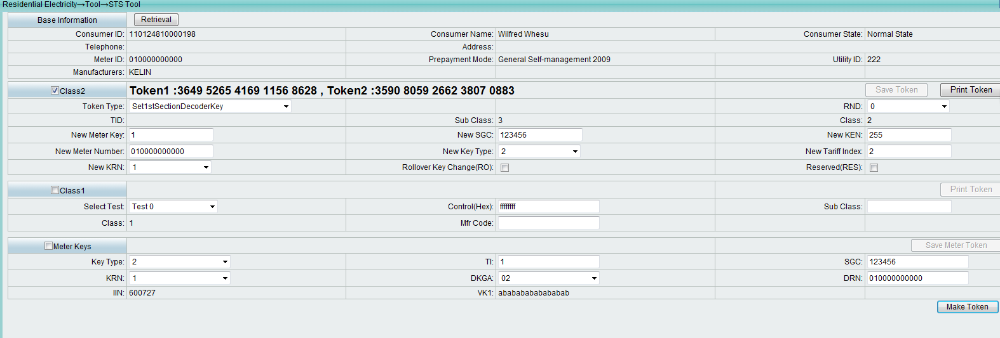 Residential Electricity→Tool→STS Tool
Base Information Retrieval
Consumer ID: 110124810000198 Consumer Name: Wilfred Whesu Consumer State: Normal State
Telephone: Address:
Meter ID: 010000000000 Prepayment Mode: General Self-management 2009 Utility ID: 222
Manufacturers: KELIN
Class2 Token1 :3649 5265 4169 1156 8628 , Token2 :3590 8059 2662 3807 0883 Save Token Print Token
Token Type: Set1stSectionDecoderKey RND: 0
TID: Sub Class: 3 Class: 2
New Meter Key: 1 New SGC: 123456 New KEN: 255
New Meter Number: 010000000000 New Key Type: 2 New Tariff Index: 2
New KRN: 1 Rollover Key Change(RO): Reserved(RES):
Class1 Print Token
Select Test: Test 0 Control(Hex): ffffffff Sub Class:
Class: 1 Mfr Code:
Meter Keys Save Meter Token
Key Type: 2 TI: 1 SGC: 123456
KRN: 1 DKGA: 02 DRN: 010000000000
IIN: 600727 VK1: abababababababab
Make Token